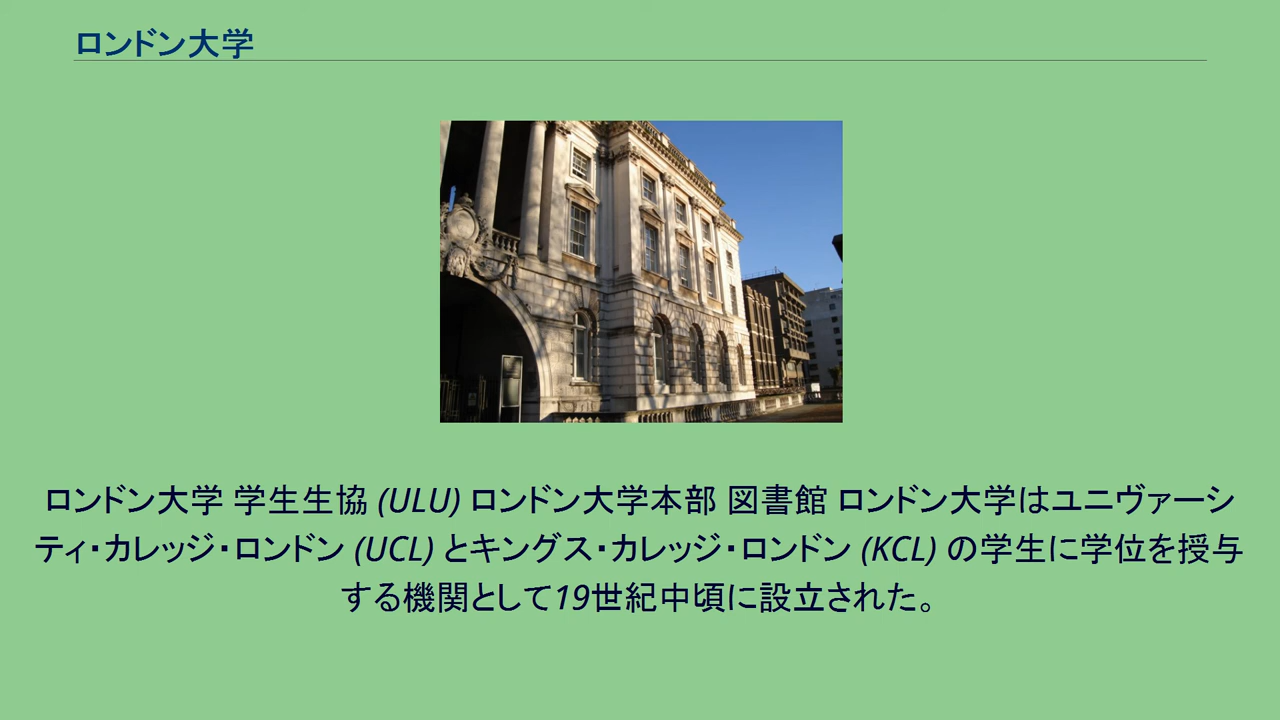 ロンドン大学
ロンドン大学 学生生協 (ULU) ロンドン大学本部 図書館 ロンドン大学はユニヴァーシ
ティ・カレッジ・ロンドン (UCL) とキングス・カレッジ・ロンドン (KCL) の学生に学位を授与
する機関として19世紀中頃に設立された。